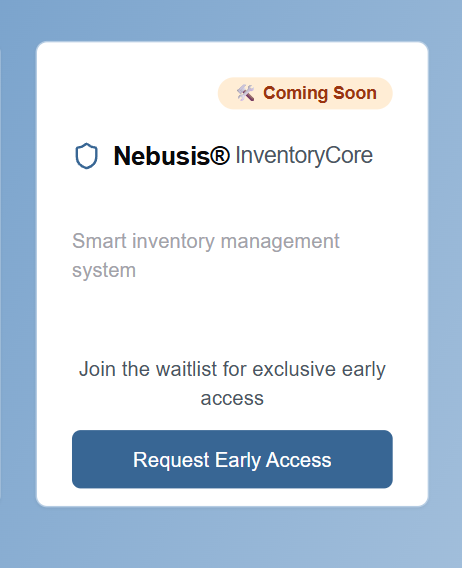 🛠 Coming Soon
Nebusis® InventoryCore
Smart inventory management
system
Join the waitlist for exclusive early
access
Request Early Access